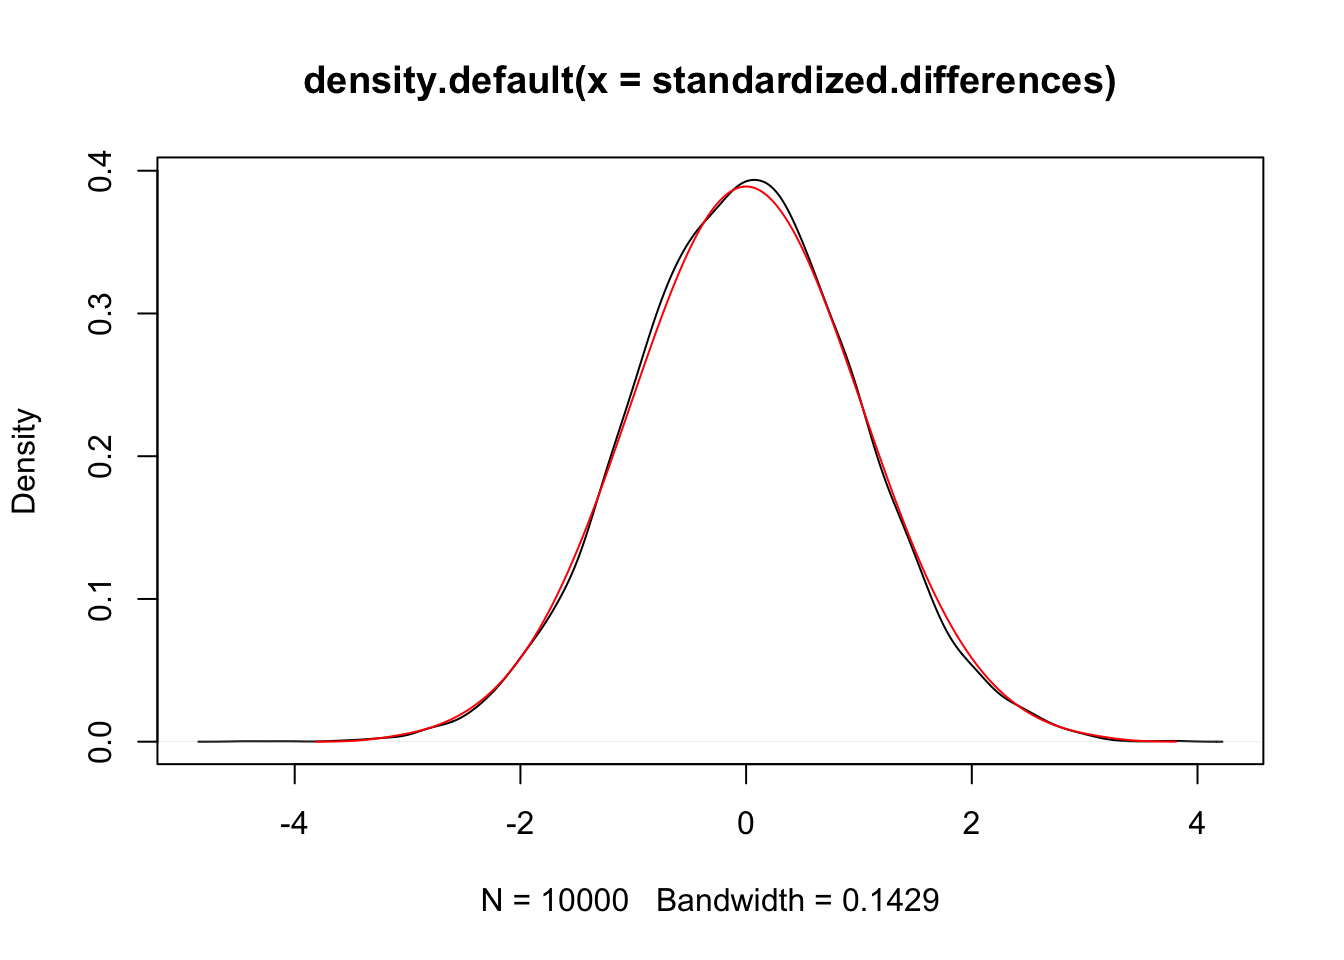 density.default(x = standardized.differences)
Density
0.4
0.3
0.2
0.1
0.0
-4 -2 0 2 4
N = 10000 Bandwidth = 0.1429